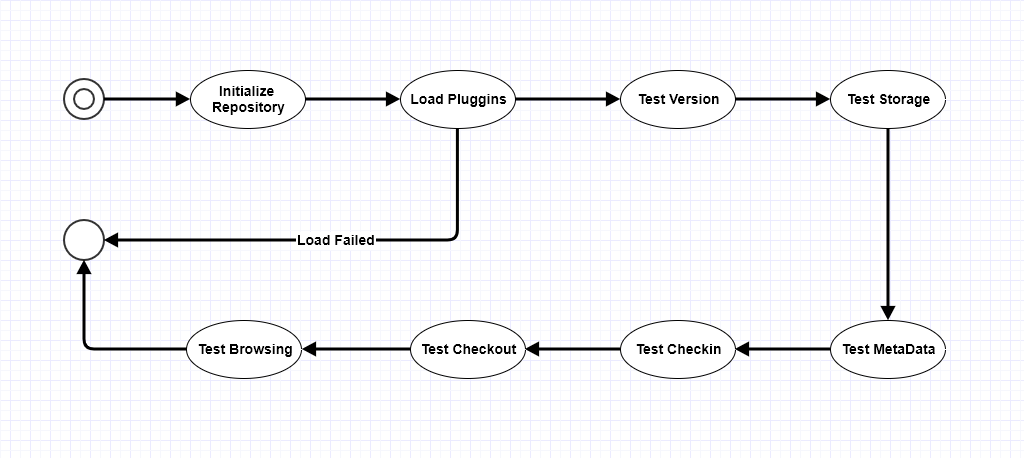 Initialize
Repository
Load Pluggins
Test Version
Test Storage
Load Failed
Test Browsing
Test Checkout
Test Checkin
Test MetaData